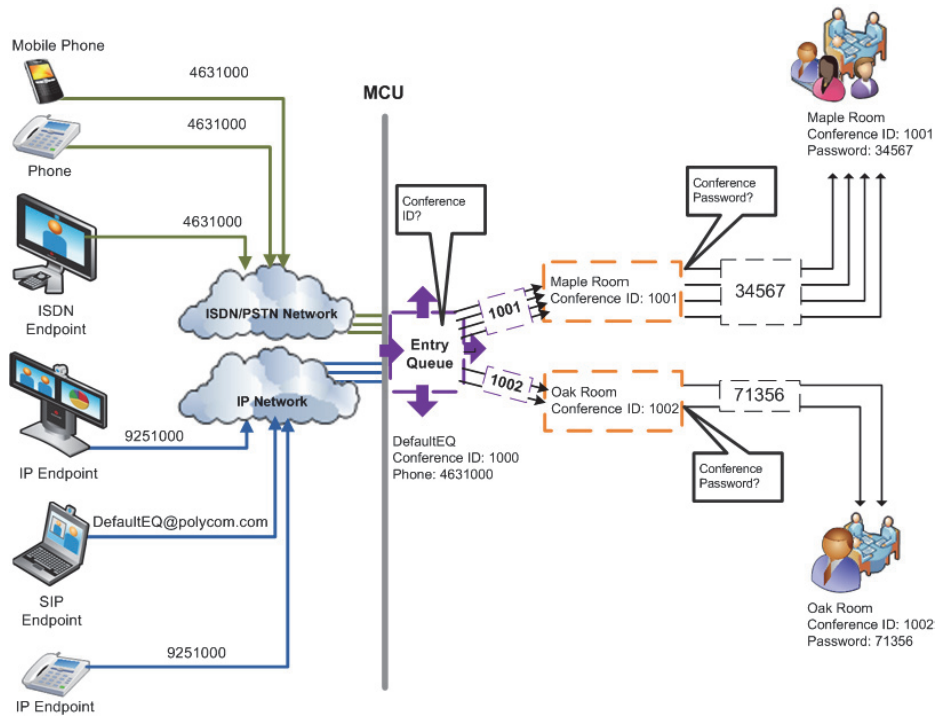 Mobile Phone
4631000
4631000
Phone
4631000
ISDN
Endpoint
ISDN/PSTN Network
IP Network
9251000
IP Endpoint
DefaultEQ@polycom.com
SIP
Endpoint
9251000
IP Endpoint
MCU
Conference
ID?
Entry
Queue
DefaultEQ
Conference ID: 1000
Phone: 4631000
1001
1002
Maple Room
Conference ID: 1001
Conference
Password?
34567
Maple Room
Conference ID: 1001
Password: 34567
Oak Room
Conference ID: 1002
Conference
Password?
71356
Oak Room
Conference ID: 1002
Password: 71356